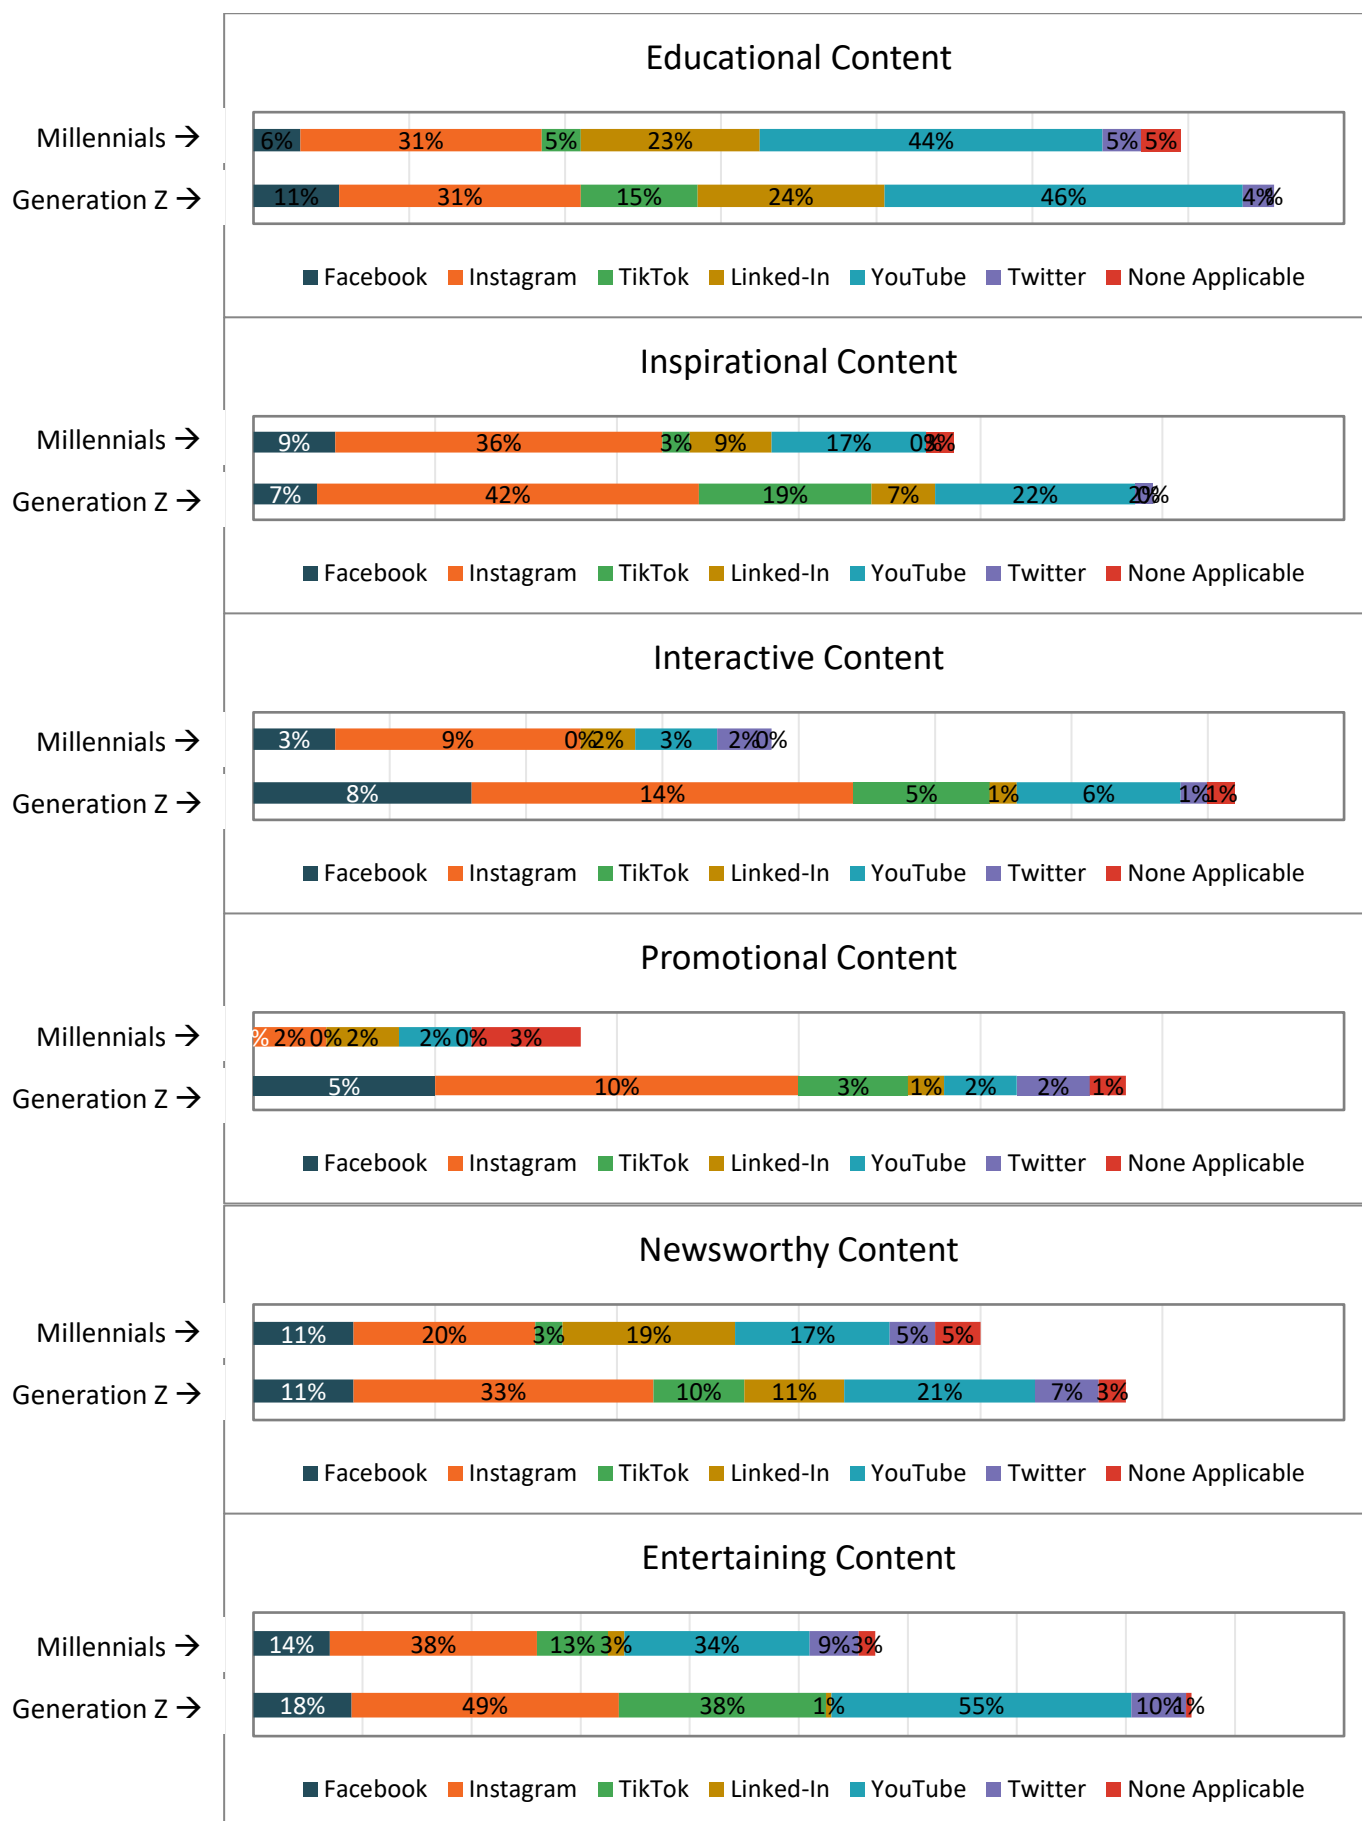 Educational Content
Millennials → 6% 31% 5% 23% 44% 5% 5%
Generation Z → 11% 31% 15% 24% 46% 4% %
Facebook Instagram TikTok Linked-In YouTube Twitter None Applicable
Inspirational Content
Millennials → 9% 36% 3% 9% 17% 0% 3%
Generation Z → 7% 42% 19% 7% 22% 2% 0%
Facebook Instagram TikTok Linked-In YouTube Twitter None Applicable
Interactive Content
Millennials → 3% 9% 0% 2% 3% 2% 0%
Generation Z → 8% 14% 5% 1% 6% 1% 1%
Facebook Instagram TikTok Linked-In YouTube Twitter None Applicable
Promotional Content
Millennials → % 2% 0% 2% 2% 0% 3%
Generation Z → 5% 10% 3% 1% 2% 2% 1%
Facebook Instagram TikTok Linked-In YouTube Twitter None Applicable
Newsworthy Content
Millennials → 11% 20% 3% 19% 17% 5% 5%
Generation Z → 11% 33% 10% 11% 21% 7% 3%
Facebook Instagram TikTok Linked-In YouTube Twitter None Applicable
Entertaining Content
Millennials → 14% 38% 13% 3% 34% 9% 3%
Generation Z → 18% 49% 38% 1% 55% 10% 1%
Facebook Instagram TikTok Linked-In YouTube Twitter None Applicable